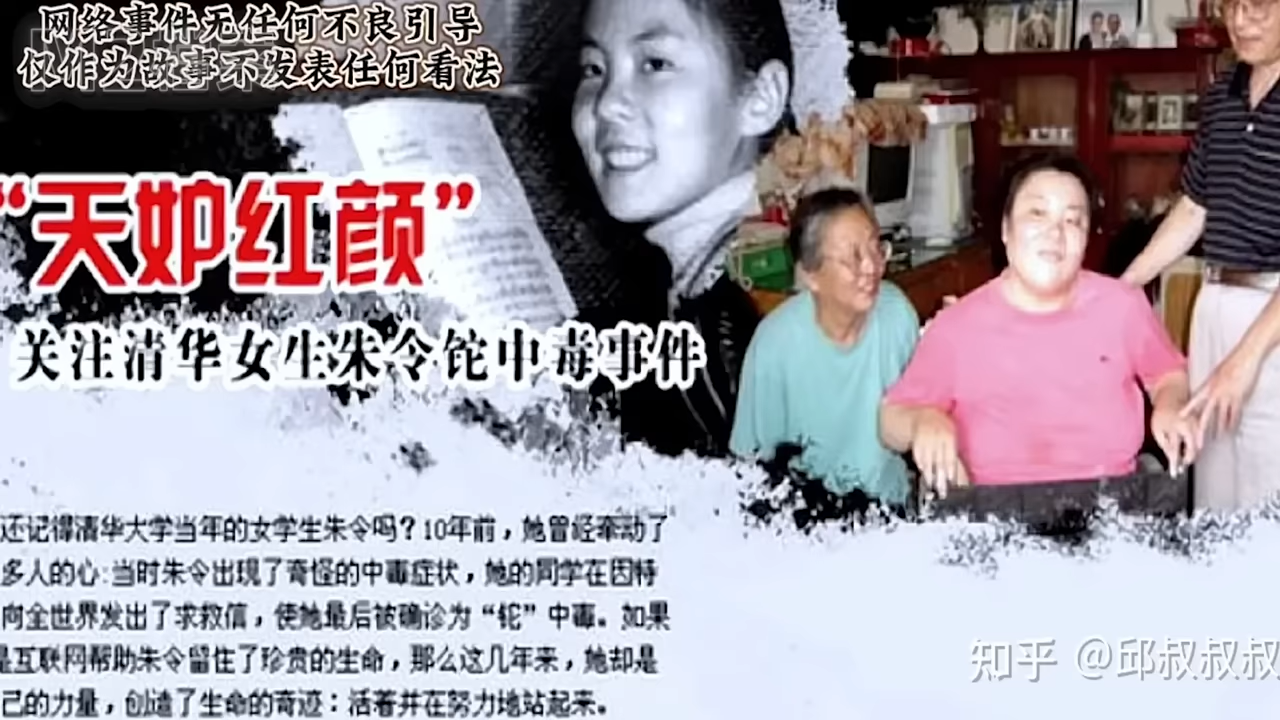 网络事件无任何不良引导
仅作为故事不发表任何看法
“天妒红颜”
关注清华女生朱令铊中毒事件
还记得清华大学当年的女学生朱令吗？10年前，她曾经牵动了
多人的心：当时朱令出现了奇怪的中毒症状，她的同学在因特
向全世界发出了求救信，使她最后被确诊为“铊”中毒。如果
是互联网帮助朱令留住了珍贵的生命，那么这几年来，她却是
己的力量，创造了生命的奇迹：活着并在努力地站起来。
知乎 @邱叔叔叔